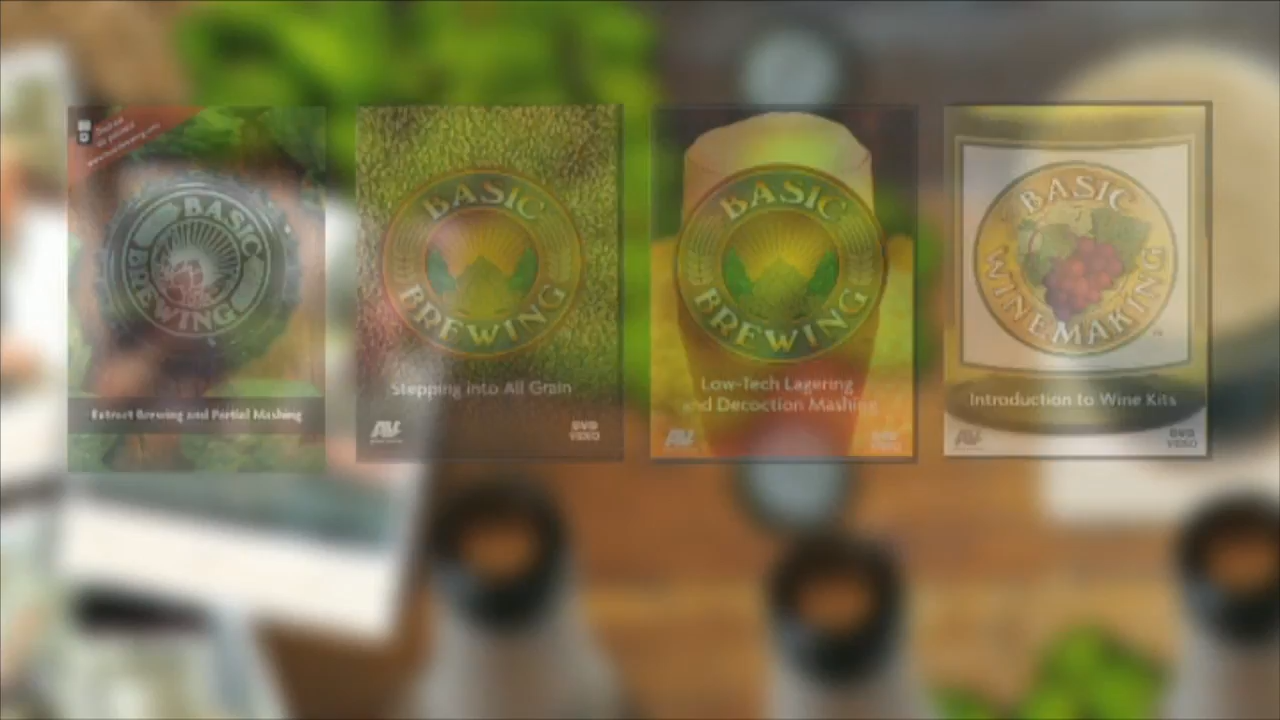 BASIC
BREWING
Extract Brewing and Partial Mashing
BASIC
BREWING
Stepping into All Grain
DVD
VIDEO
BASIC
BREWING
Low-Tech Lagering
and Decoction Mashing
BASIC
WINEMAKING
Introduction to Wine Kits
DVD
VIDEO